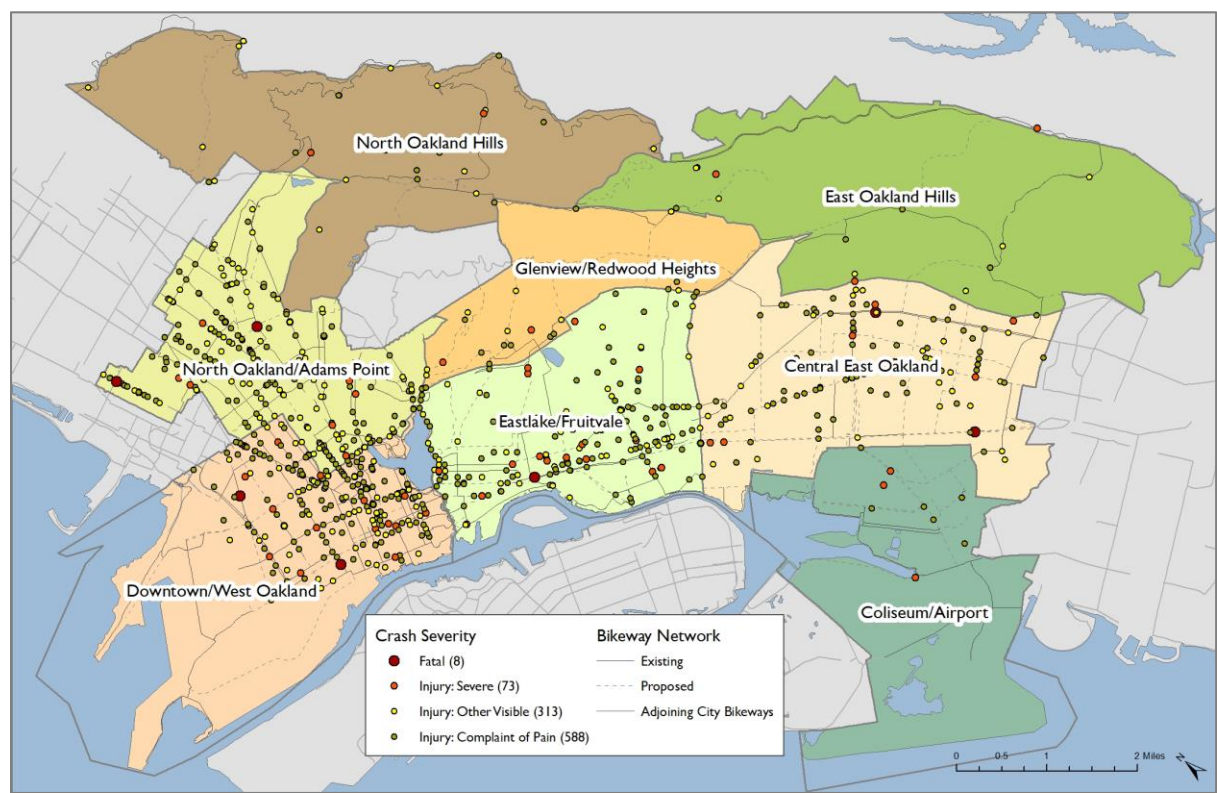 North Oakland Hills
East Oakland Hills
Glenview/Redwood Heights
North Oakland/Adams Point
Central East Oakland
Eastlake/Fruitvale
Downtown/West Oakland
Coliseum/Airport
Crash Severity
Fatal (8)
Injury: Severe (73)
Injury: Other Visible (313)
Injury: Complaint of Pain (588)
Bikeway Network
Existing
Proposed
Adjoining City Bikeways
0 0.5 1 2 Miles
N